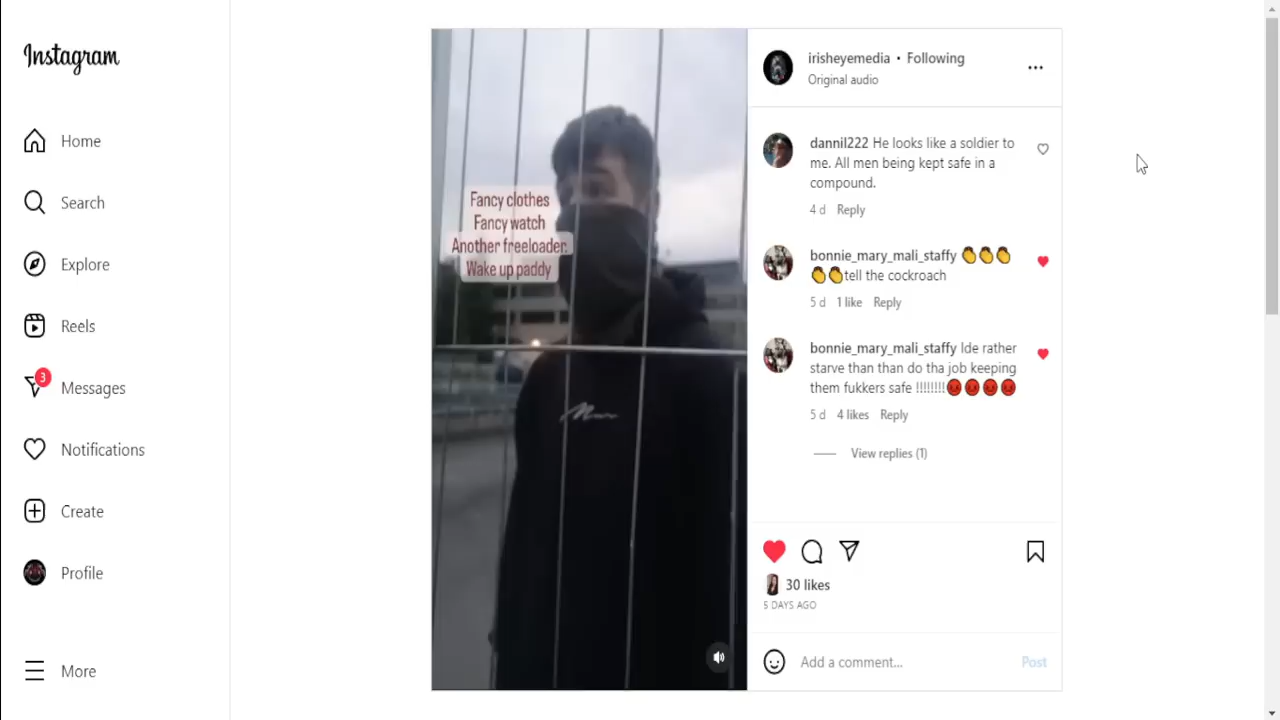 Instagram
Home
Search
Explore
Reels
3
Messages
Notifications
Create
Profile
More
Fancy clothes
Fancy watch
Another freeloader.
Wake up paddy
irisheyemedia • Following
Original audio
dannil222 He looks like a soldier to
me. All men being kept safe in a
compound.
4 d Reply
bonnie_mary_mali_staffy 👏👏👏
👏👏tell the cockroach
5 d 1 like Reply
bonnie_mary_mali_staffy Ide rather
starve than than do tha job keeping
them fukkers safe !!!!!!!!😡😡😡😡
5 d 4 likes Reply
View replies (1)
30 likes
5 DAYS AGO
Add a comment... Post